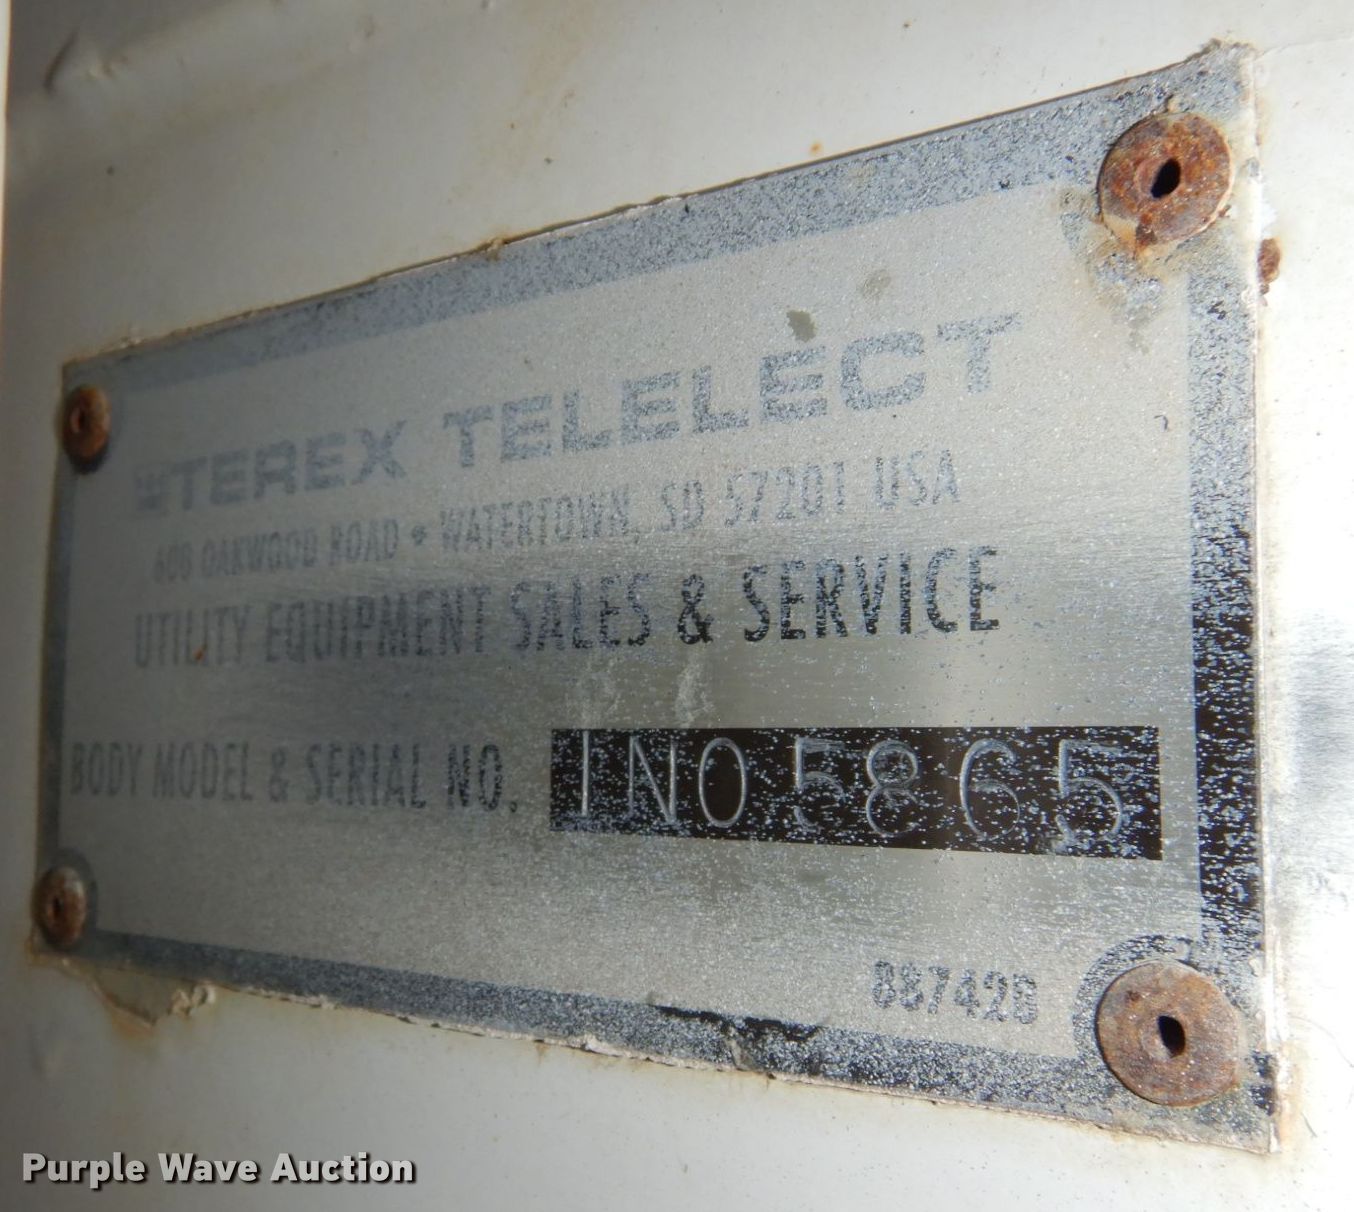 TEREX TELELECT
600 OAKWOOD ROAD • WATERTOWN, SD 57201 USA
UTILITY EQUIPMENT SALES & SERVICE
BODY MODEL & SERIAL NO. INO5865
887428
Purple Wave Auction